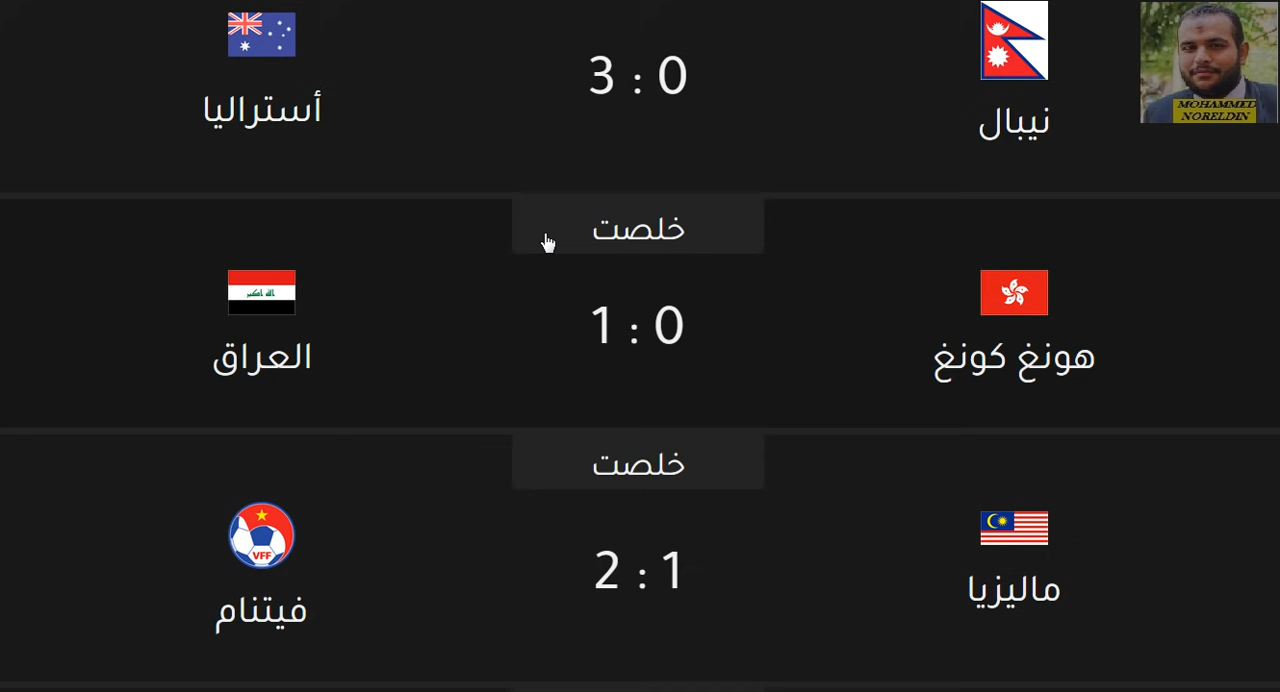 3 : 0
أستراليا
نيبال
MOHAMMED
NORELDIN
خلصت
1 : 0
العراق
هونغ كونغ
خلصت
VFF
2 : 1
فيتنام
ماليزيا